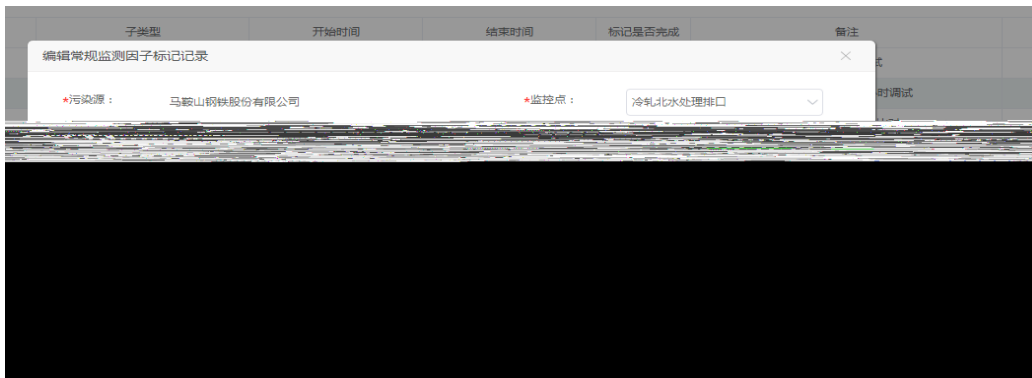 子类型 开始时间 结束时间 标记是否完成 备注
编辑常规监测因子标记记录
试
*污染源： 马鞍山钢铁股份有限公司 *监控点： 冷轧北水处理排口
时调试